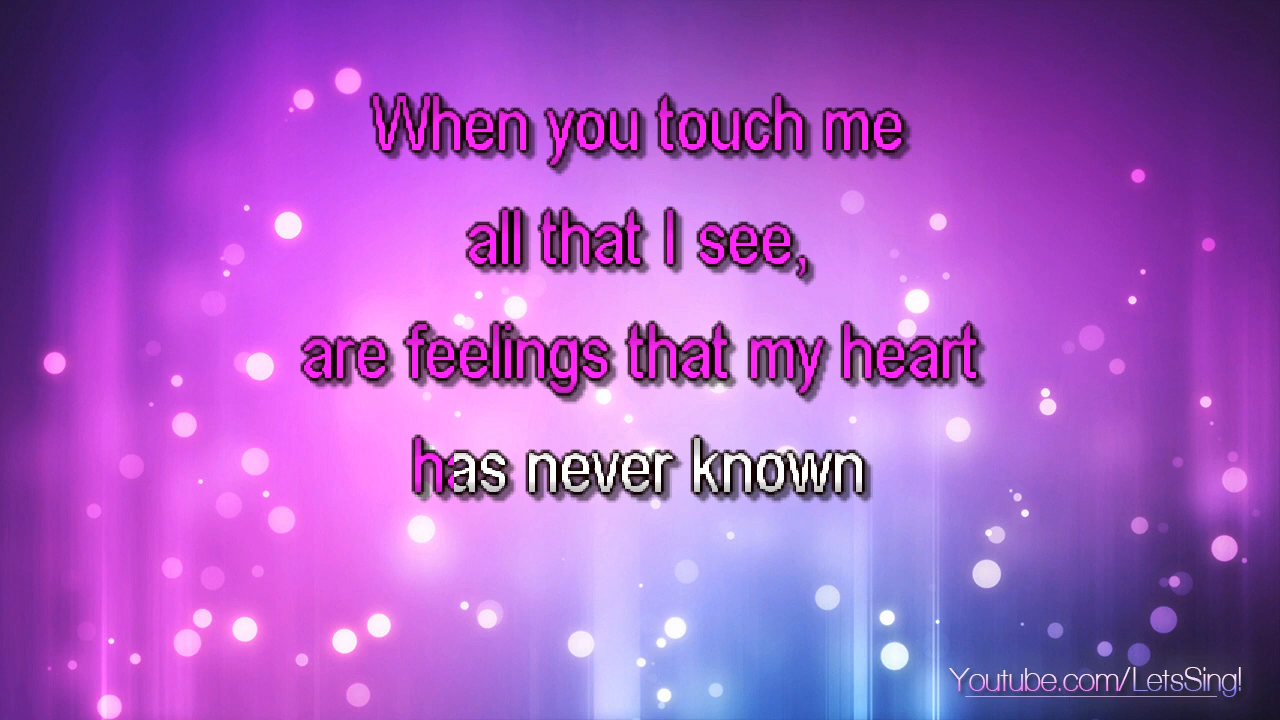 When you touch me
all that I see,
are feelings that my heart
has never known
Youtube.com/LetsSing!